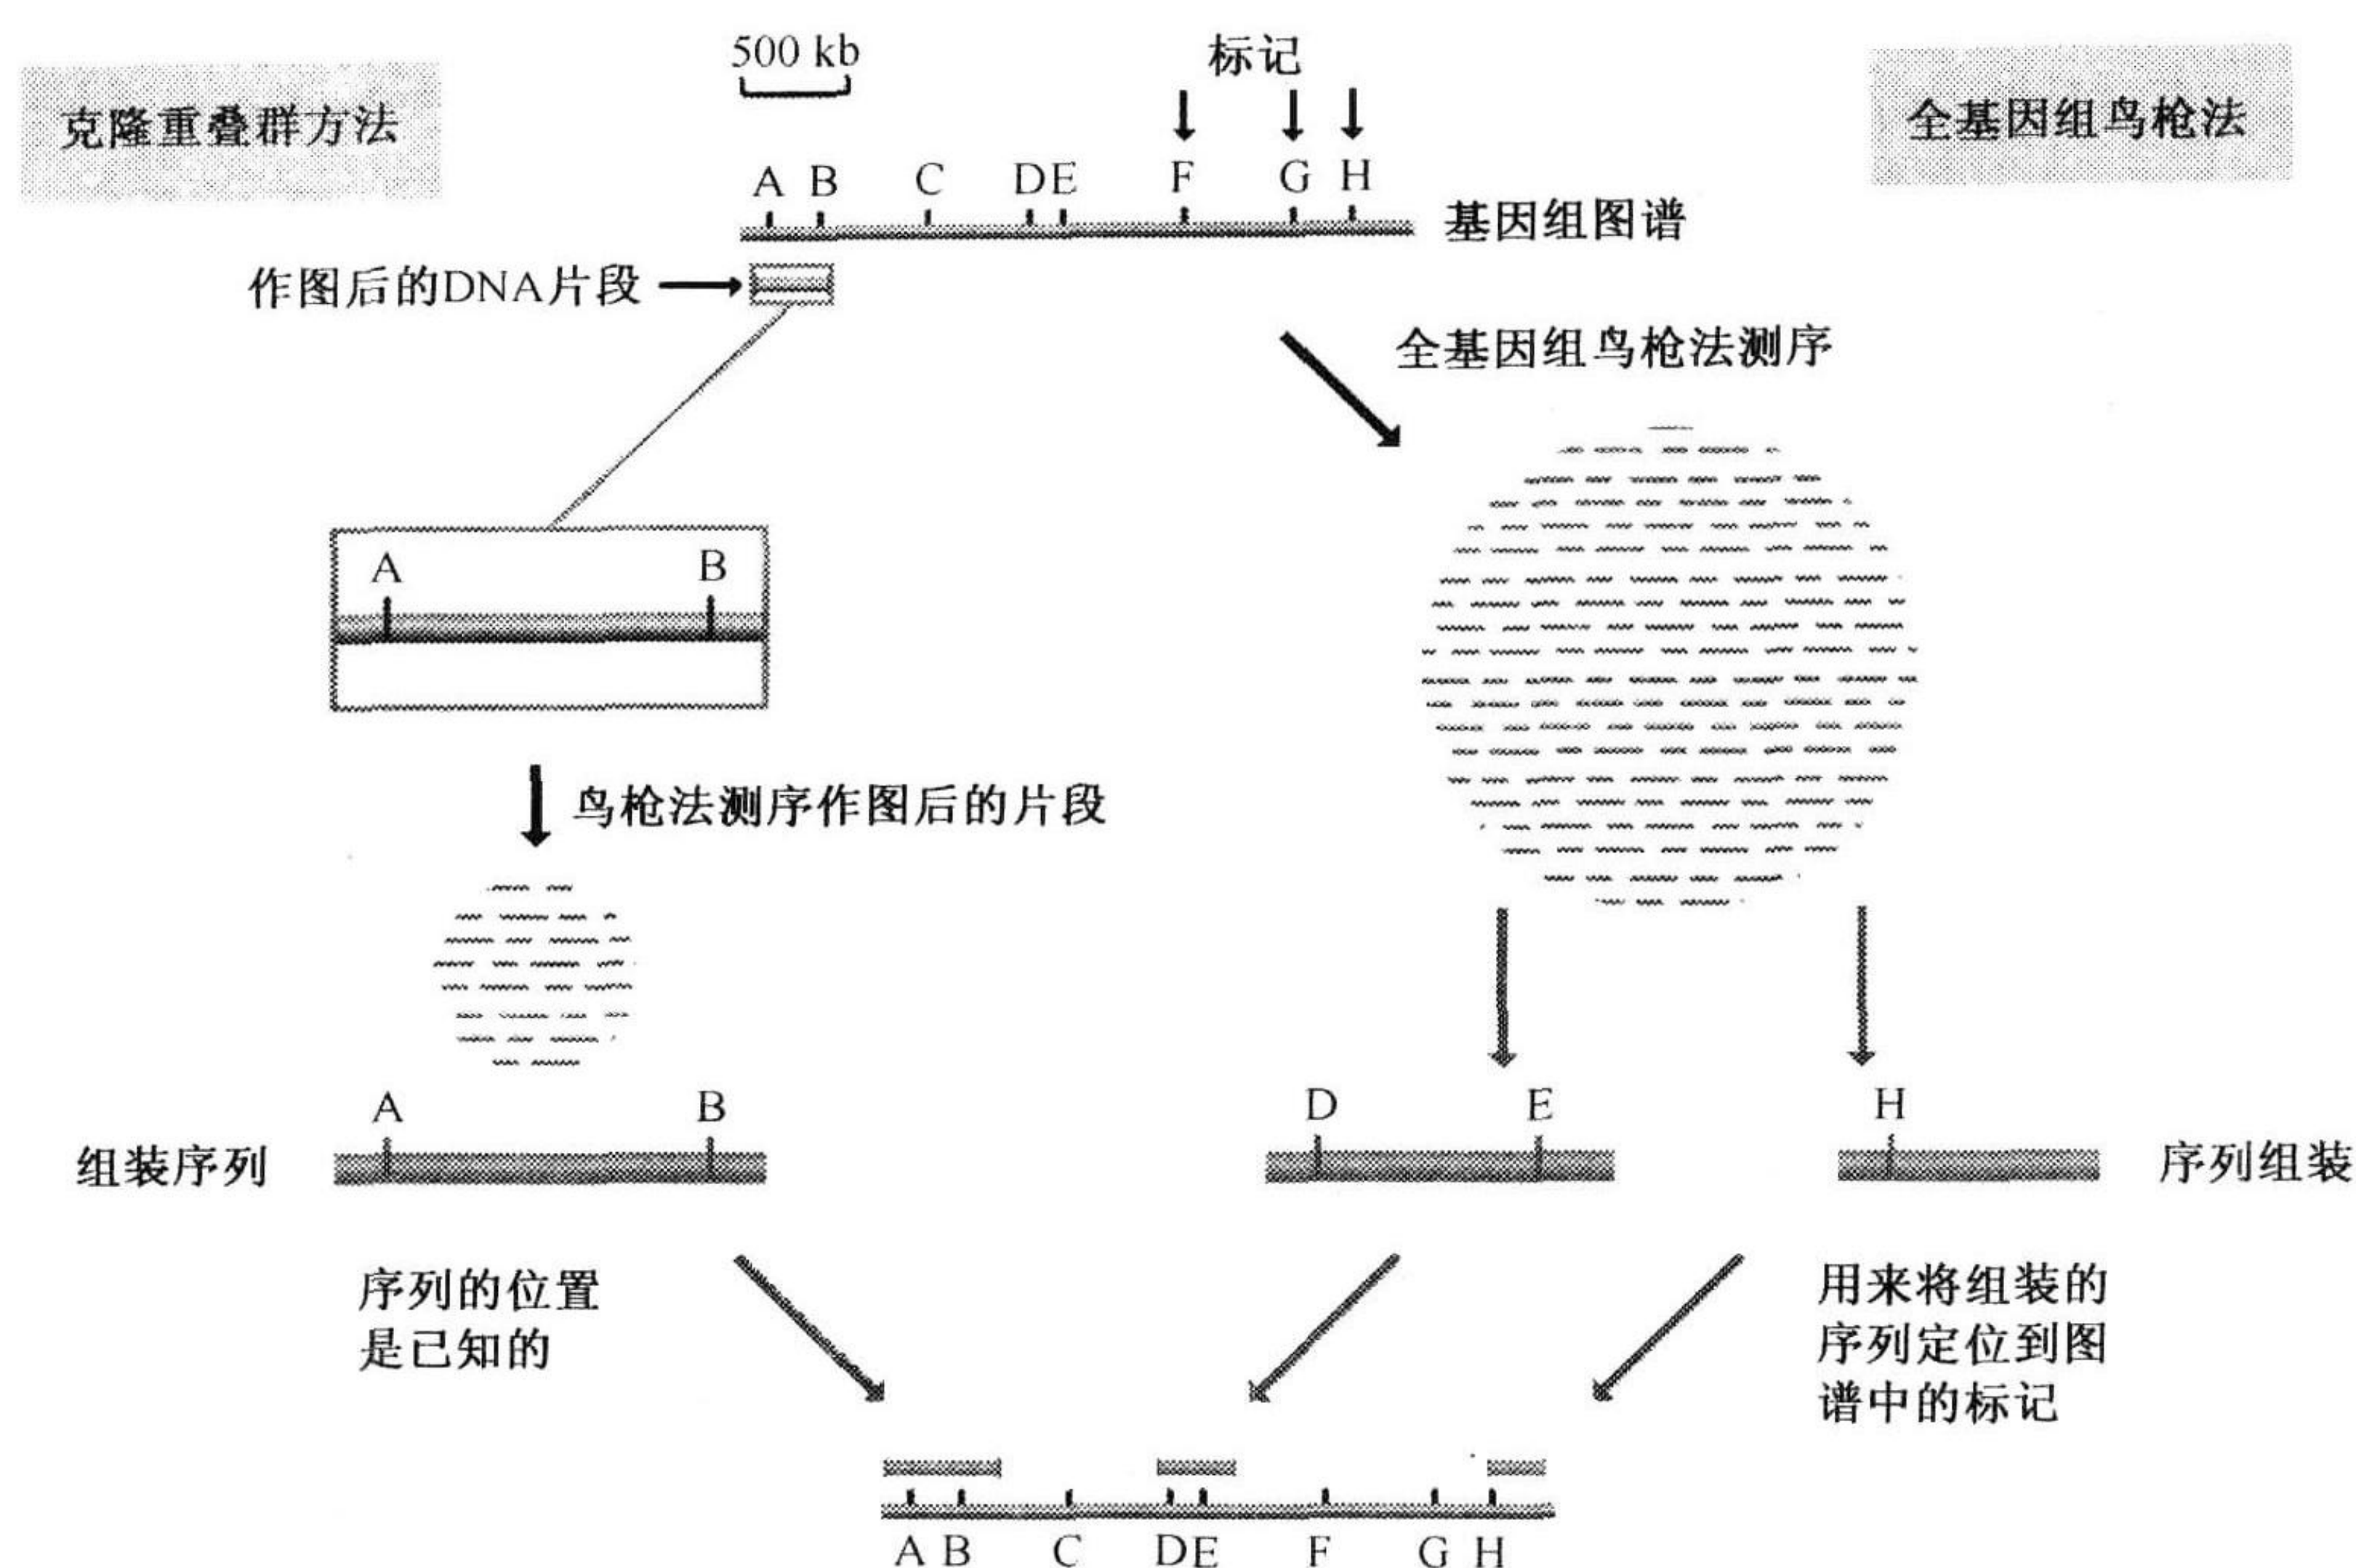 500 kb
标记
克隆重叠群方法
全基因组鸟枪法
A B C D E F G H
基因组图谱
作图后的DNA片段
全基因组鸟枪法测序
A B
鸟枪法测序作图后的片段
A B
D E H
组装序列
序列组装
序列的位置
是已知的
用来将组装的
序列定位到图
谱中的标记
A B C D E F G H